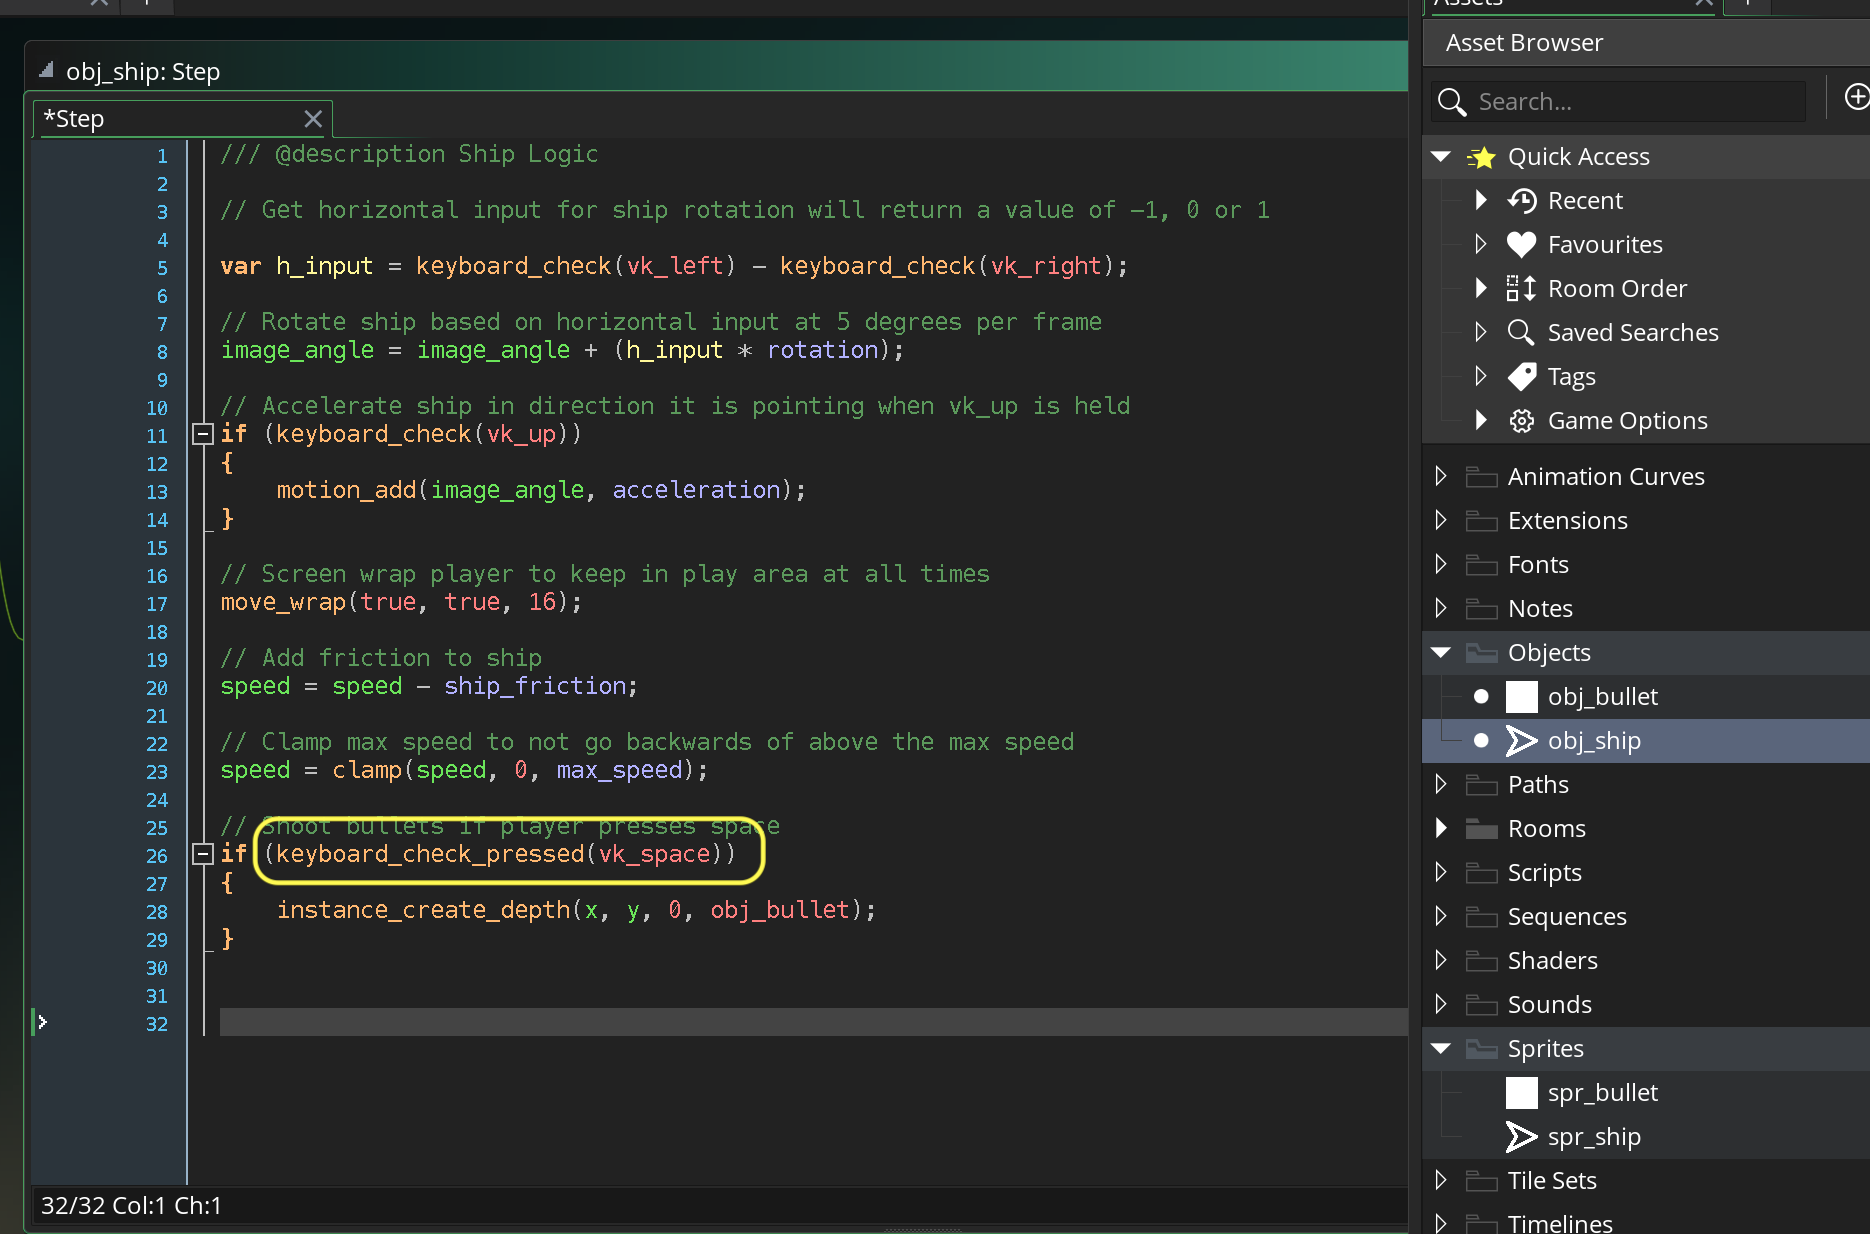 obj_ship: Step
*Step
1 /// @description Ship Logic
2
3 // Get horizontal input for ship rotation will return a value of -1, 0 or 1
4
5 var h_input = keyboard_check(vk_left) - keyboard_check(vk_right);
6
7 // Rotate ship based on horizontal input at 5 degrees per frame
8 image_angle = image_angle + (h_input * rotation);
9
10 // Accelerate ship in direction it is pointing when vk_up is held
11 if (keyboard_check(vk_up))
12 {
13 motion_add(image_angle, acceleration);
14 }
15
16 // Screen wrap player to keep in play area at all times
17 move_wrap(true, true, 16);
18
19 // Add friction to ship
20 speed = speed - ship_friction;
21
22 // Clamp max speed to not go backwards of above the max speed
23 speed = clamp(speed, 0, max_speed);
24
25 // Shoot bullets if player presses space
26 if (keyboard_check_pressed(vk_space))
27 {
28 instance_create_depth(x, y, 0, obj_bullet);
29 }
30
31
32
32/32 Col:1 Ch:1
Assets
Asset Browser
Search...
Quick Access
Recent
Favourites
Room Order
Saved Searches
Tags
Game Options
Animation Curves
Extensions
Fonts
Notes
Objects
obj_bullet
obj_ship
Paths
Rooms
Scripts
Sequences
Shaders
Sounds
Sprites
spr_bullet
spr_ship
Tile Sets
Timelines